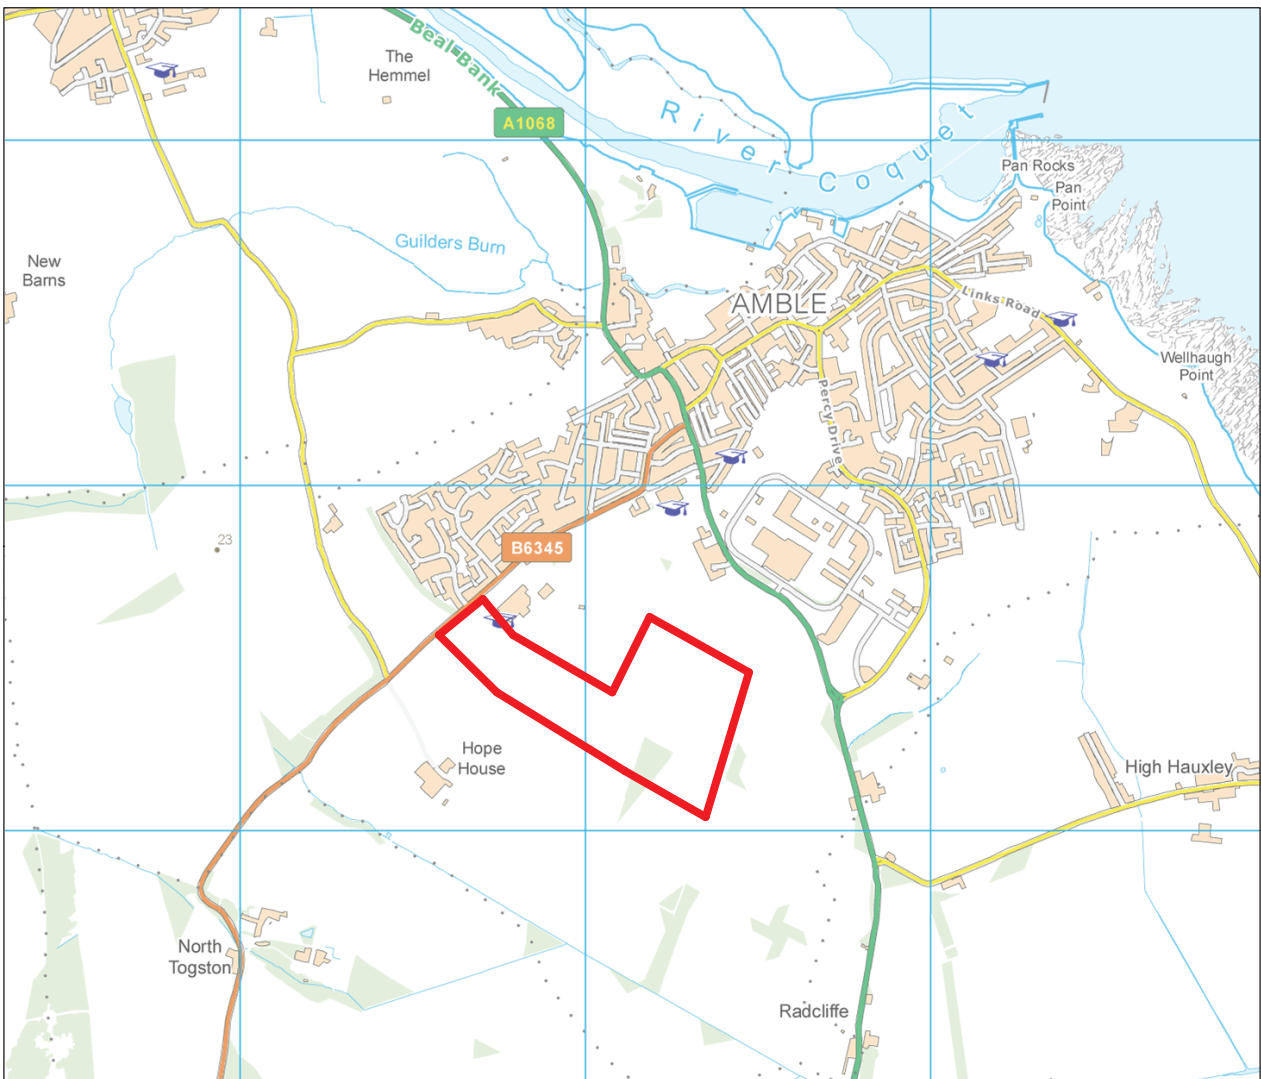 The
Hemmel
Beal Bank
A1068
River Coquet
Pan Rocks
Pan
Point
Guilders Burn
New
Barns
AMBLE
Links Road
Wellhaugh
Point
Percy Drive
23
B6345
Hope
House
High Hauxley
North
Togston
Radcliffe